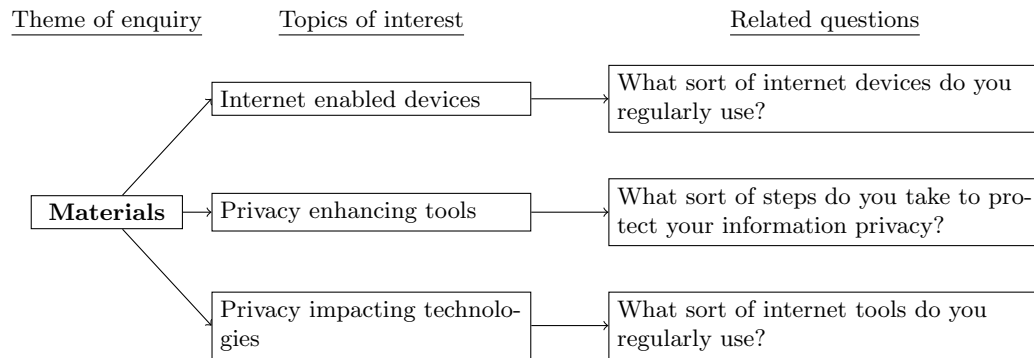 Theme of enquiry
Topics of interest
Related questions
Internet enabled devices
What sort of internet devices do you
regularly use?
Materials
Privacy enhancing tools
What sort of steps do you take to pro-
tect your information privacy?
Privacy impacting technolo-
gies
What sort of internet tools do you
regularly use?